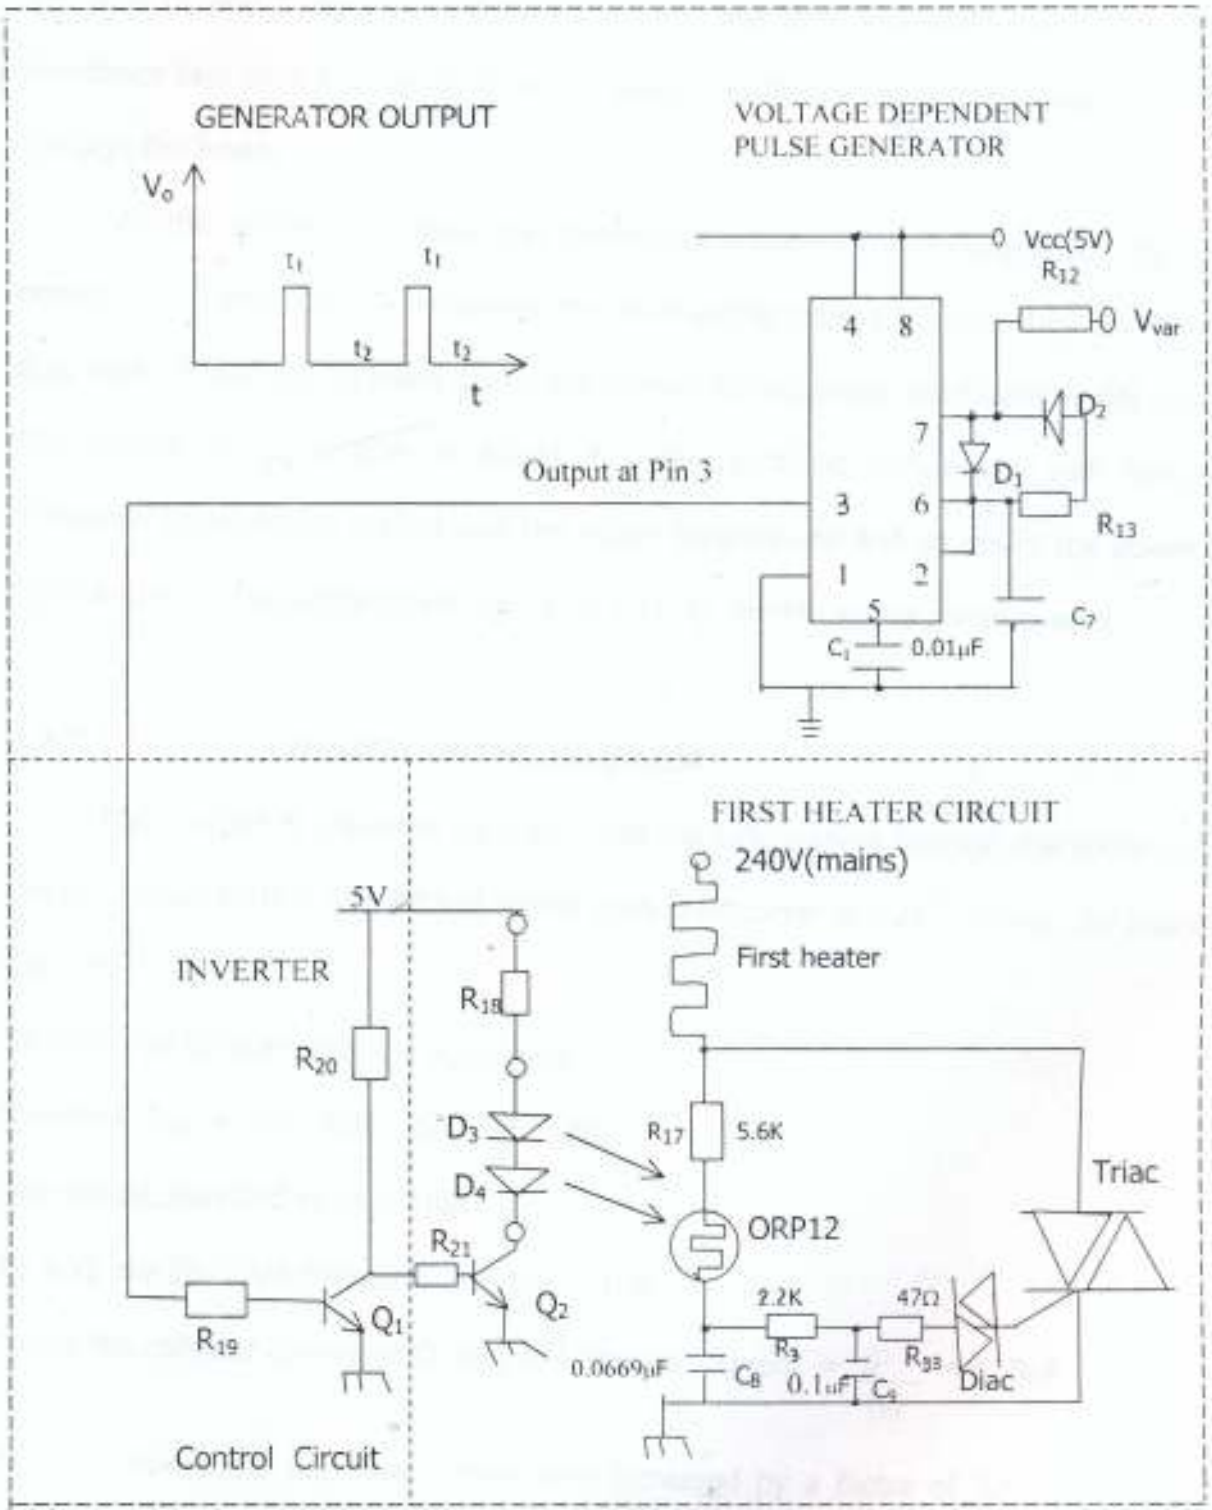 GENERATOR OUTPUT
V₀
t₁
t₁
t₂
t₂
t
VOLTAGE DEPENDENT
PULSE GENERATOR
Vcc(5V)
R₁₂
V_var
4 8
7
D₂
D₁
6
R₁₃
Output at Pin 3
3
1
2
5
C₇
C₁
0.01μF
INVERTER
5V
R₂₀
R₁₈
D₃
D₄
R₂₁
Q₂
R₁₉
Q₁
Control Circuit
FIRST HEATER CIRCUIT
240V(mains)
First heater
R₁₇
5.6K
ORP12
Triac
2.2K
R₃
47Ω
R₃₃
Diac
0.0669μF
C₈
0.1μF
C₉